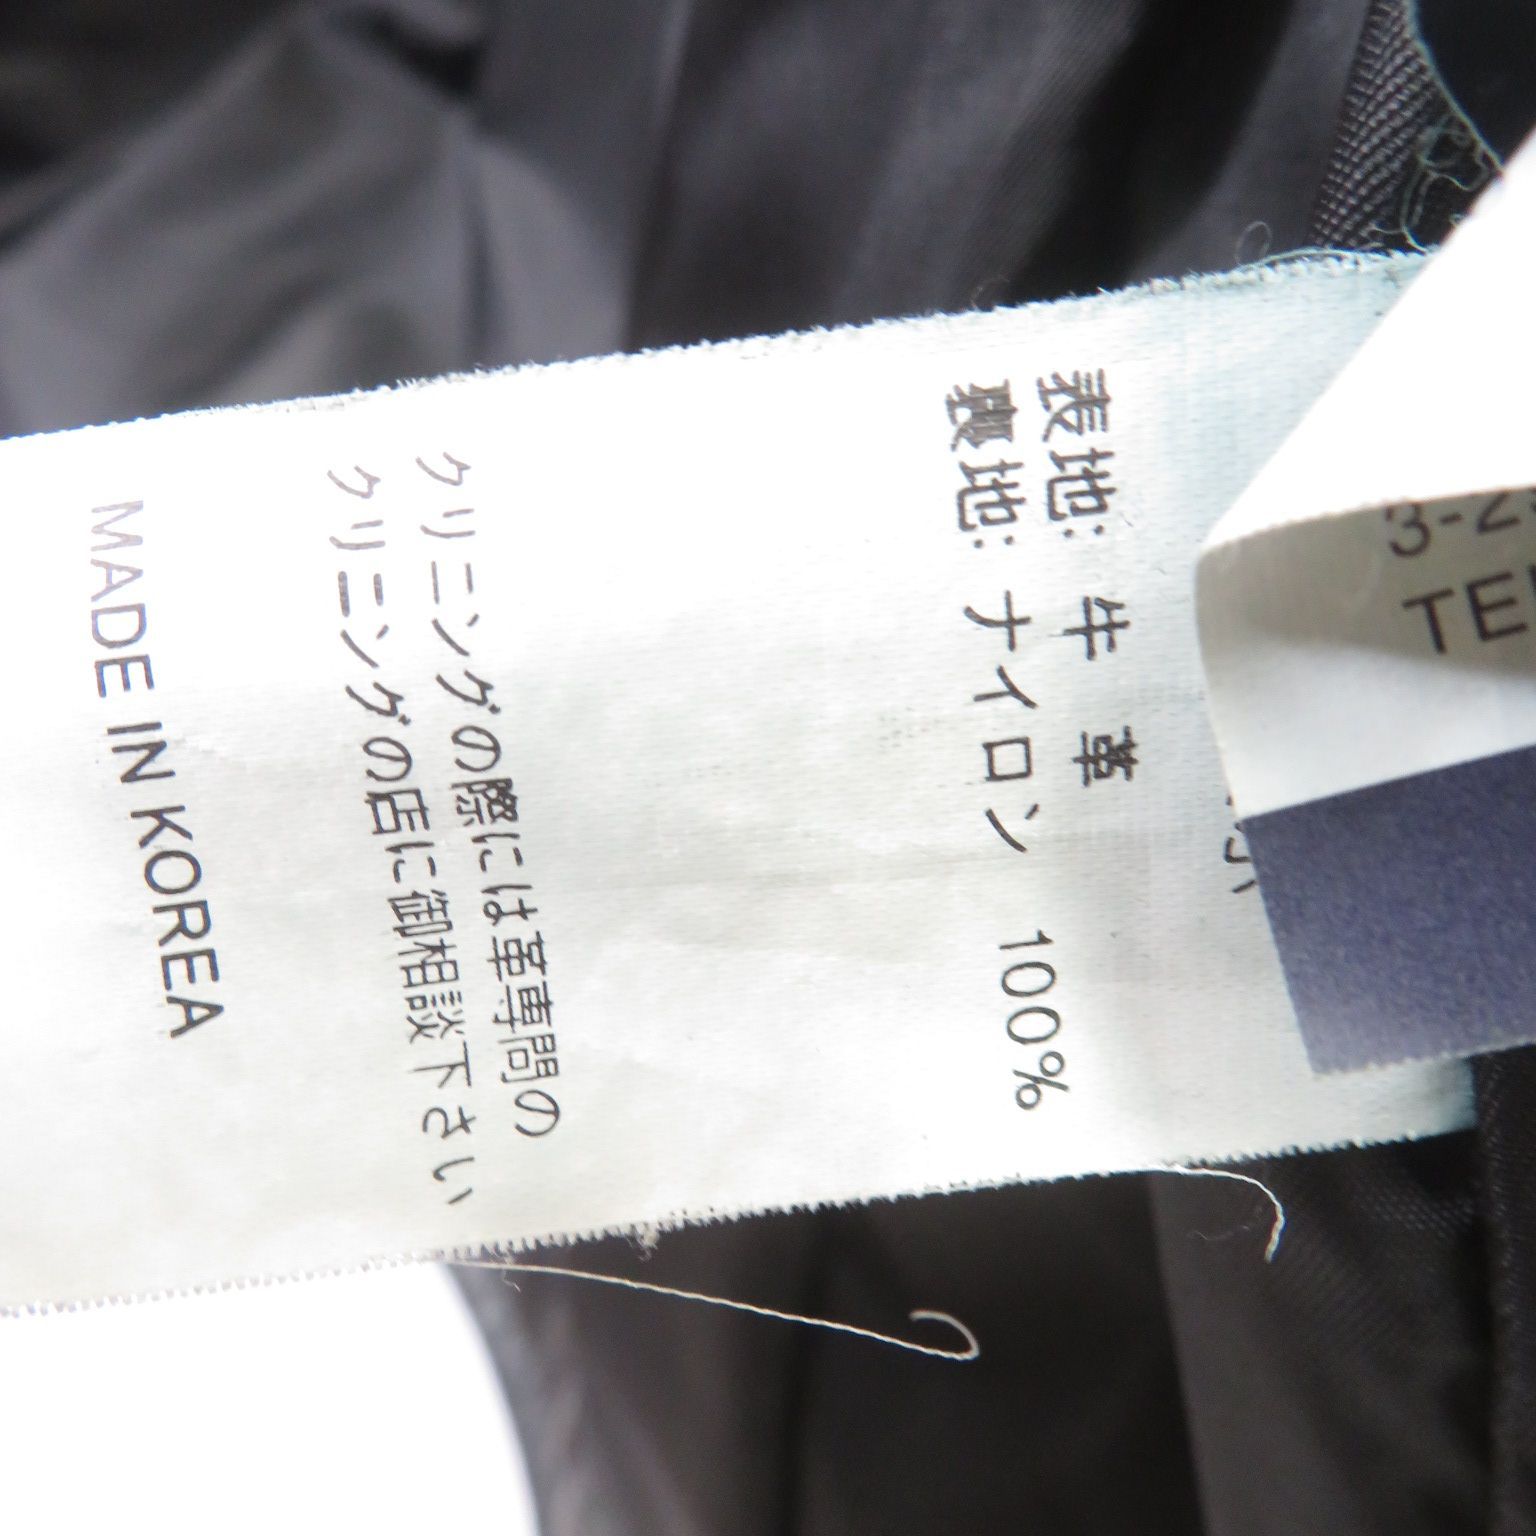 表地: 牛 革
裏地: ナイロン 100%
クリーニングの際には革専門の
クリーニングの店に御相談下さい
MADE IN KOREA
3-2
TE